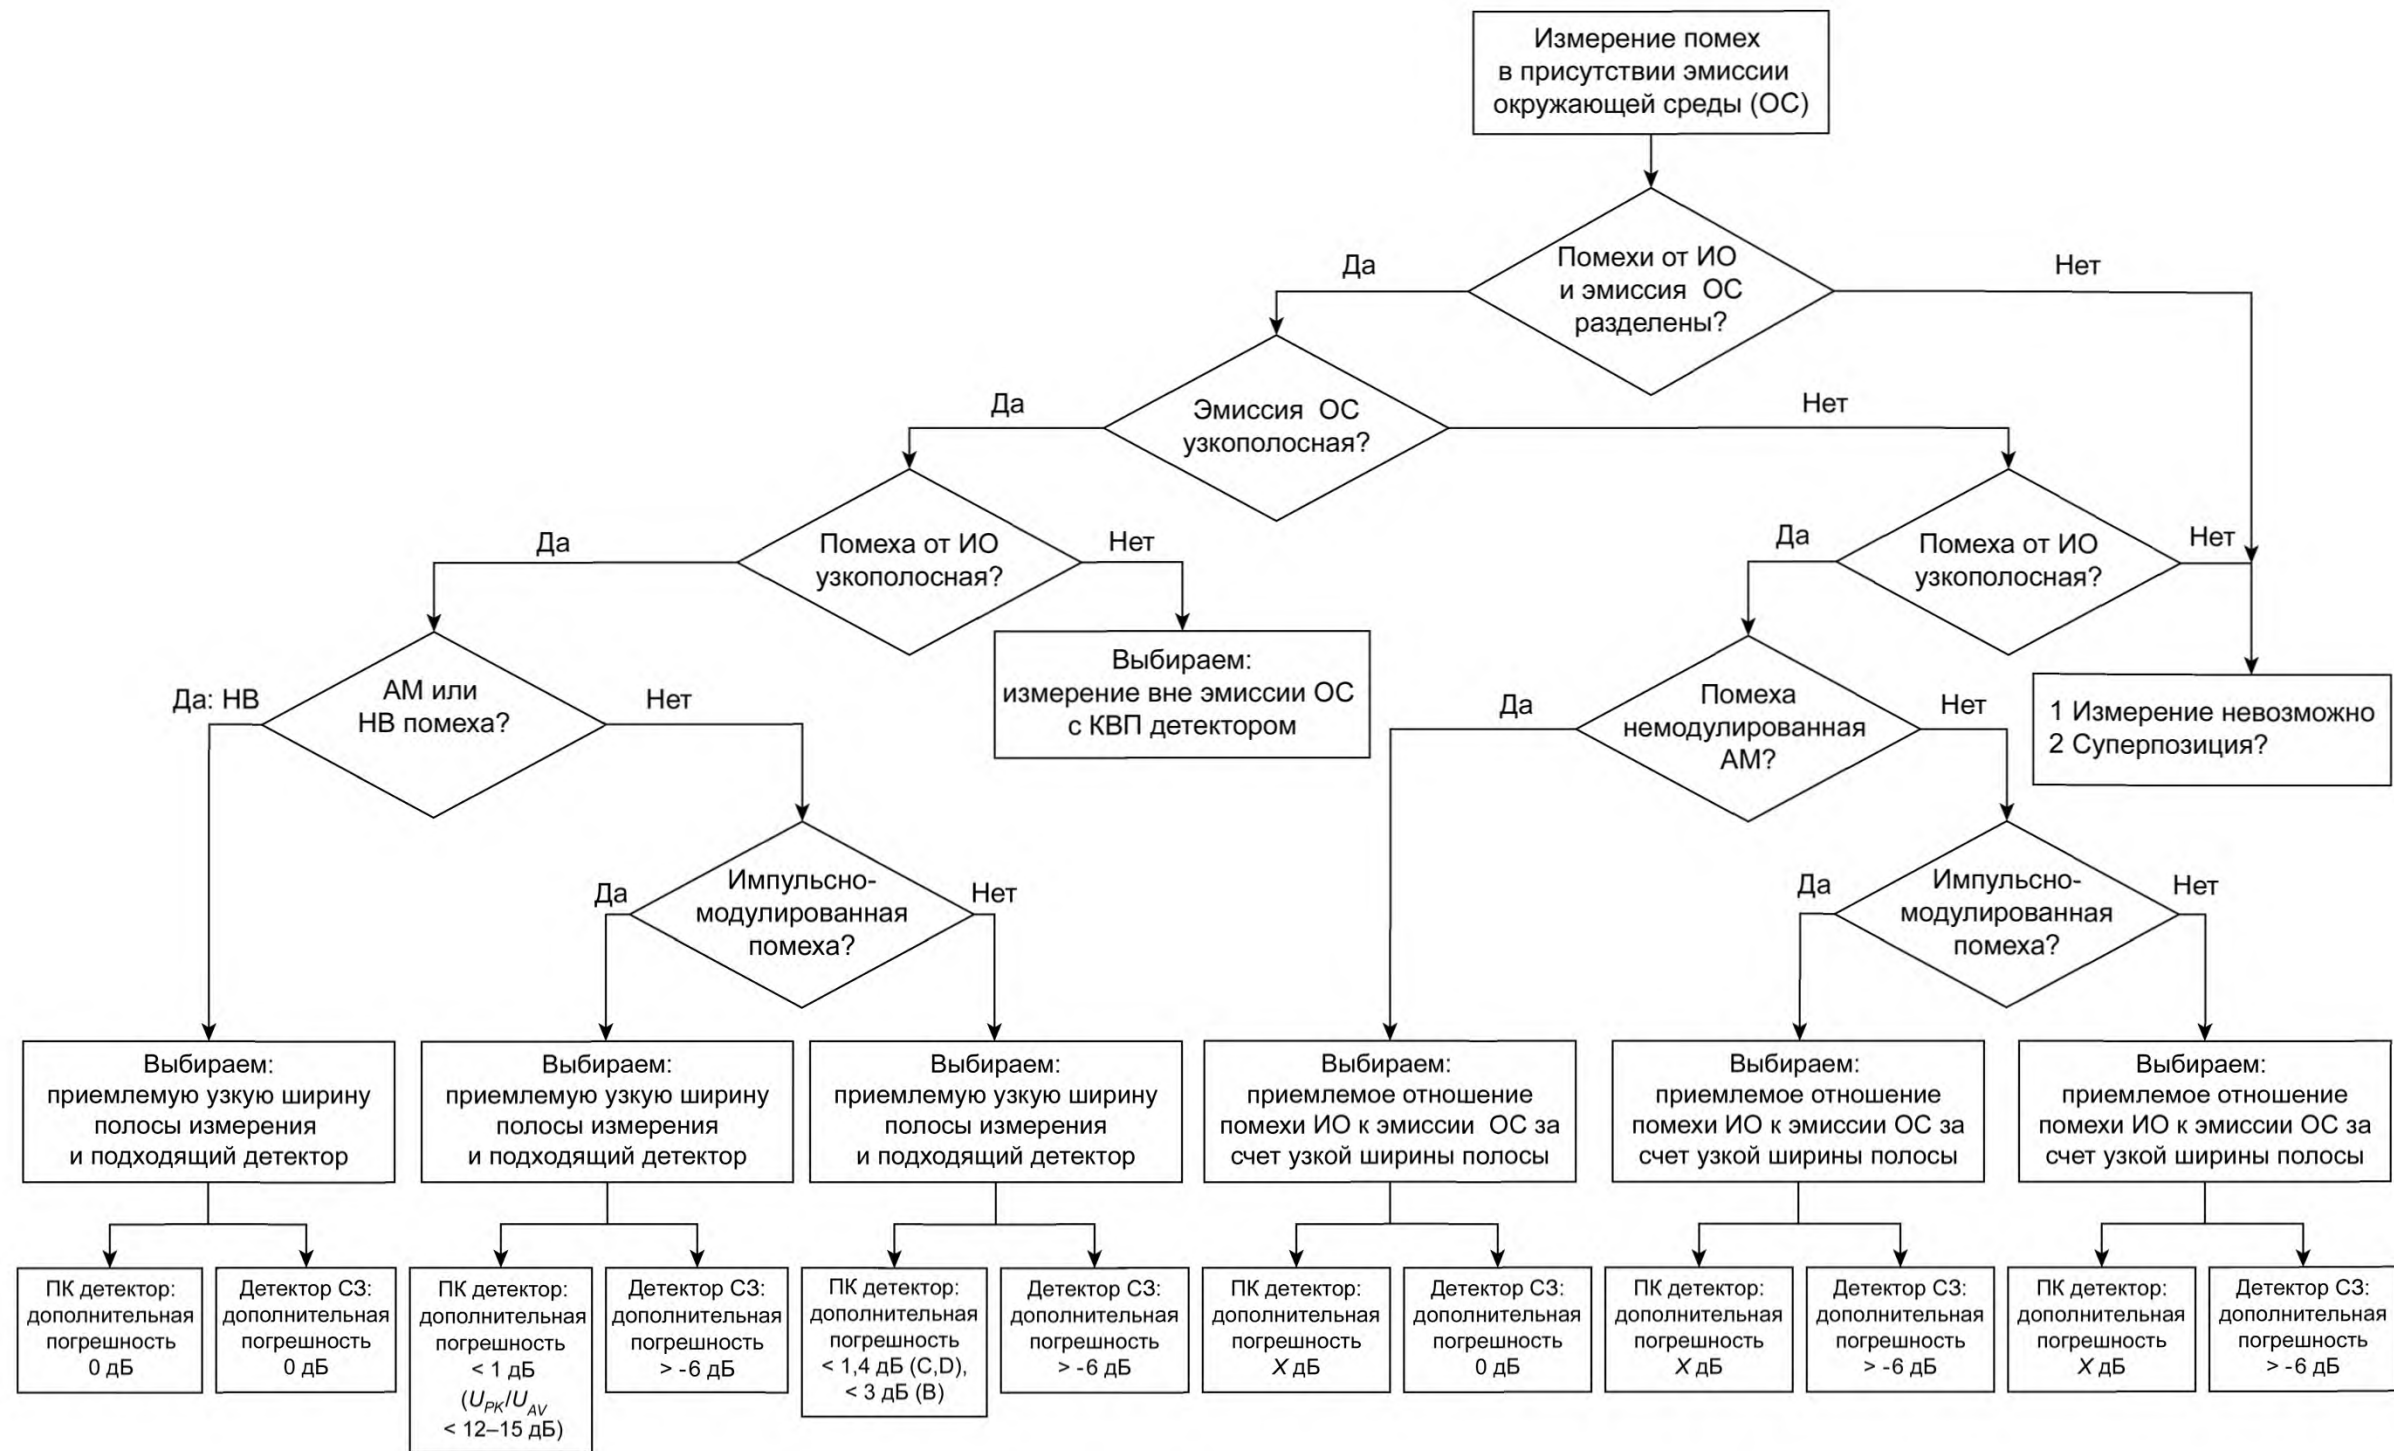 Измерение помех
в присутствии эмиссии
окружающей среды (ОС)
Да
Помехи от ИО
и эмиссия ОС
разделены?
Нет
Да
Эмиссия ОС
узкополосная?
Нет
Да
Помеха от ИО
узкополосная?
Нет
Да
Помеха от ИО
узкополосная?
Нет
Да: НВ
АМ или
НВ помеха?
Нет
Выбираем:
измерение вне эмиссии ОС
с КВП детектором
Да
Помеха
немодулированная
АМ?
Нет
1 Измерение невозможно
2 Суперпозиция?
Да
Импульсно-
модулированная
помеха?
Нет
Да
Импульсно-
модулированная
помеха?
Нет
Выбираем:
приемлемую узкую ширину
полосы измерения
и подходящий детектор
Выбираем:
приемлемую узкую ширину
полосы измерения
и подходящий детектор
Выбираем:
приемлемую узкую ширину
полосы измерения
и подходящий детектор
Выбираем:
приемлемое отношение
помехи ИО к эмиссии ОС за
счет узкой ширины полосы
Выбираем:
приемлемое отношение
помехи ИО к эмиссии ОС за
счет узкой ширины полосы
Выбираем:
приемлемое отношение
помехи ИО к эмиссии ОС за
счет узкой ширины полосы
ПК детектор:
дополнительная
погрешность
0 дБ
Детектор СЗ:
дополнительная
погрешность
0 дБ
ПК детектор:
дополнительная
погрешность
< 1 дБ
(U_PK/U_AV
< 12–15 дБ)
Детектор СЗ:
дополнительная
погрешность
> -6 дБ
ПК детектор:
дополнительная
погрешность
< 1,4 дБ (C,D),
< 3 дБ (B)
Детектор СЗ:
дополнительная
погрешность
> -6 дБ
ПК детектор:
дополнительная
погрешность
X дБ
Детектор СЗ:
дополнительная
погрешность
0 дБ
ПК детектор:
дополнительная
погрешность
X дБ
Детектор СЗ:
дополнительная
погрешность
> -6 дБ
ПК детектор:
дополнительная
погрешность
X дБ
Детектор СЗ:
дополнительная
погрешность
> -6 дБ